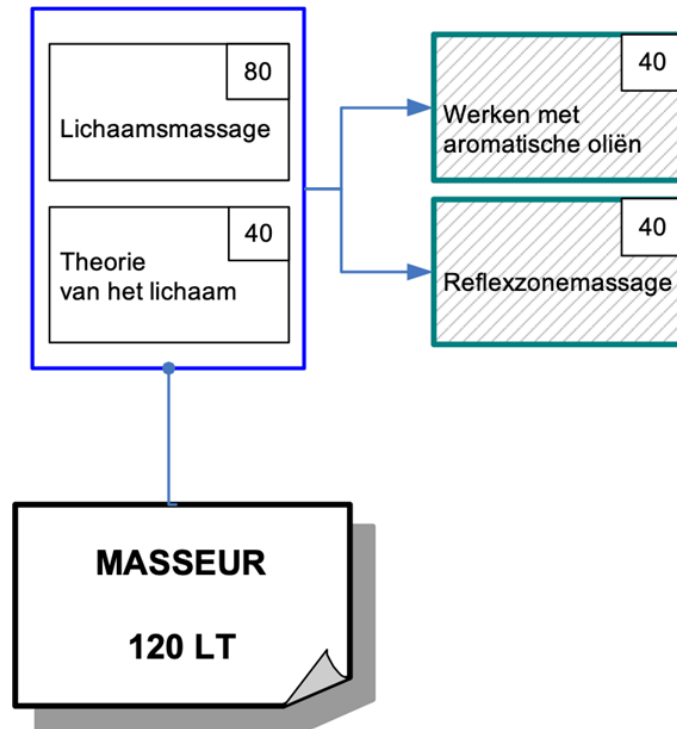 80
Lichaamsmassage
40
Theorie
van het lichaam
40
Werken met
aromatische oliën
40
Reflexzonemassage
MASSEUR
120 LT